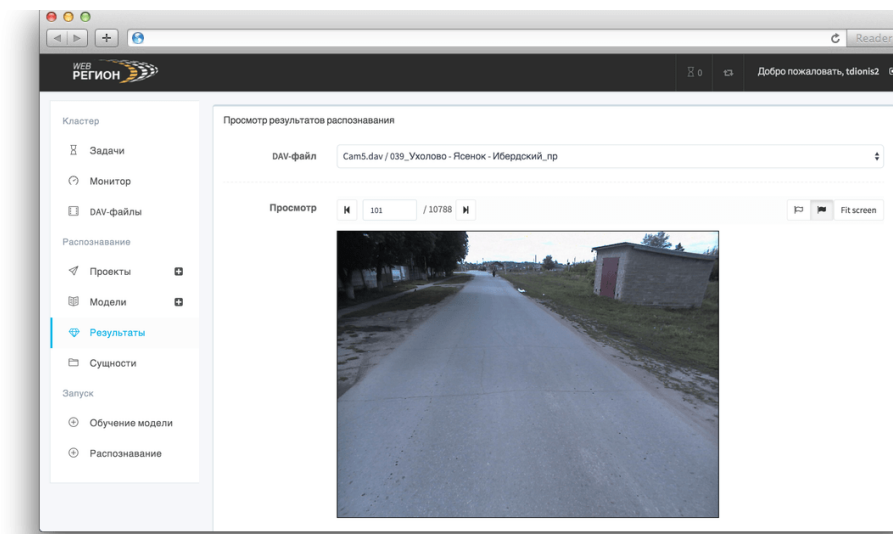 Reader
WEB
РЕГИОН
0
Добро пожаловать, tdionis2
Кластер
Задачи
Монитор
DAV-файлы
Распознавание
Проекты
Модели
Результаты
Сущности
Запуск
Обучение модели
Распознавание
Просмотр результатов распознавания
DAV-файл Cam5.dav / 039_Ухолово - Ясенок - Ибердский_пр
Просмотр 101 / 10788 Fit screen